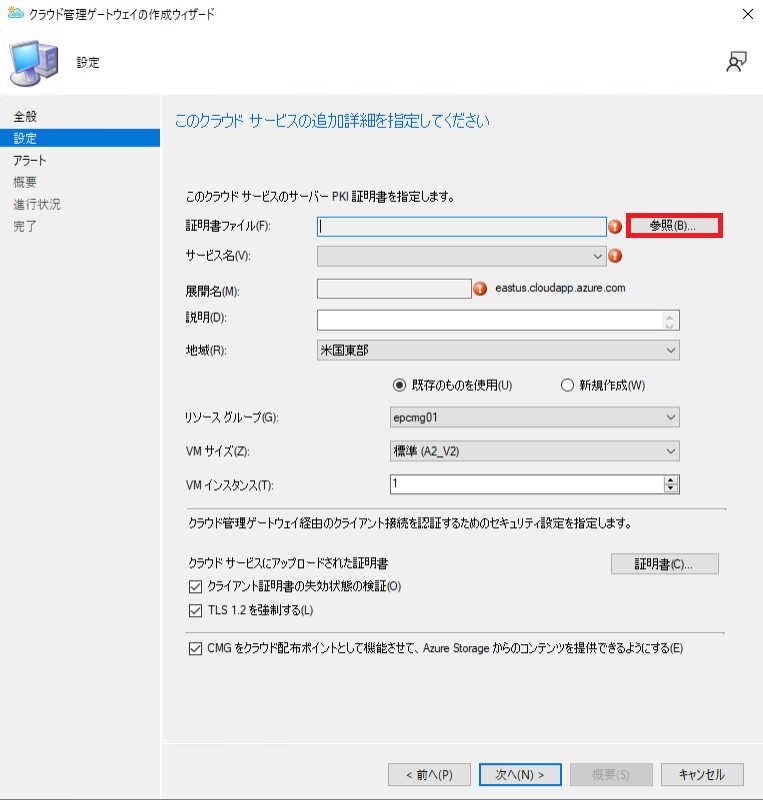 クラウド管理ゲートウェイの作成ウィザード
設定
全般
設定
アラート
概要
進行状況
完了
このクラウド サービスの追加詳細を指定してください
このクラウド サービスのサーバー PKI 証明書を指定します。
証明書ファイル(F):
参照(B)...
サービス名(V):
展開名(M):
eastus.cloudapp.azure.com
説明(D):
地域(R):
米国東部
既存のものを使用(U)
新規作成(W)
リソース グループ(G):
epcmg01
VM サイズ(Z):
標準 (A2_V2)
VM インスタンス(T):
1
クラウド管理ゲートウェイ経由のクライアント接続を認証するためのセキュリティ設定を指定します。
クラウド サービスにアップロードされた証明書
証明書(C)...
クライアント証明書の失効状態の検証(O)
TLS 1.2 を強制する(L)
CMG をクラウド配布ポイントとして機能させて、Azure Storage からのコンテンツを提供できるようにする(E)
< 前へ(P)
次へ(N) >
概要(S)
キャンセル